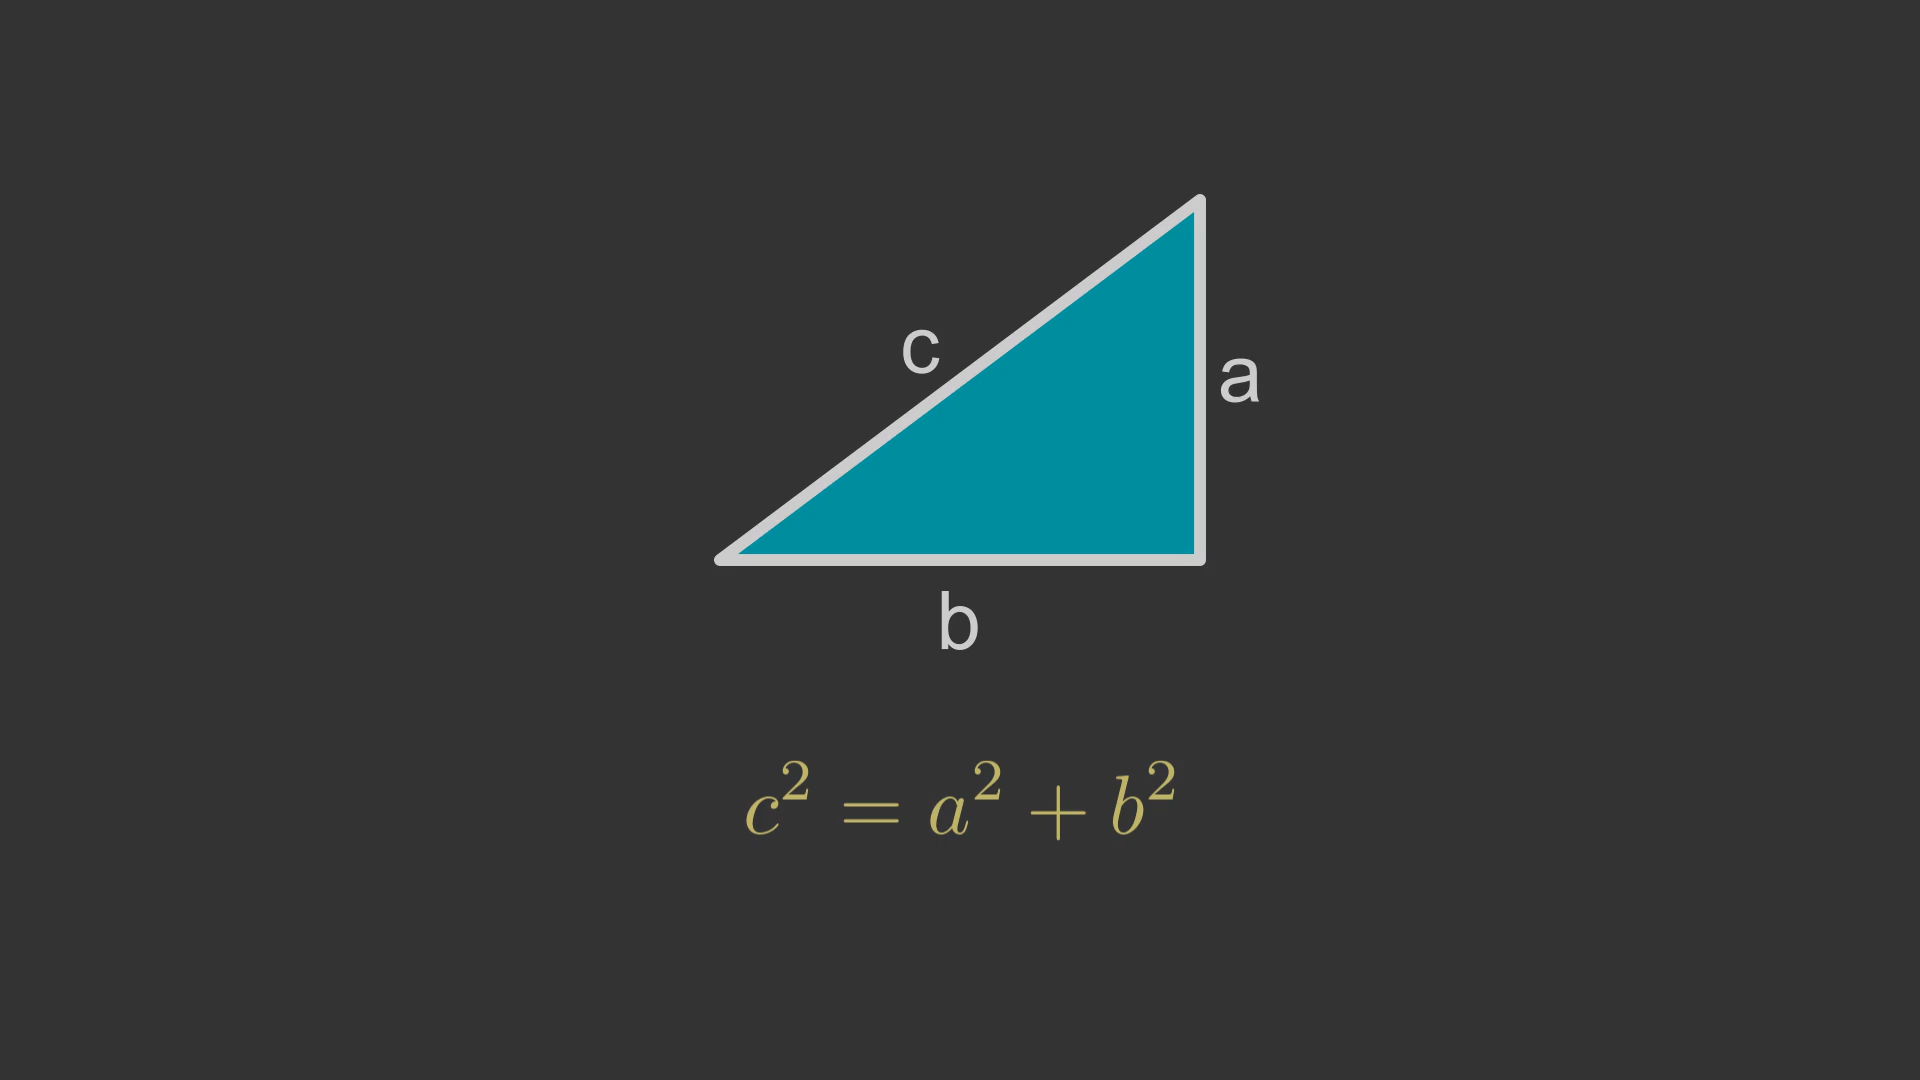 c
a
b
c² = a² + b²